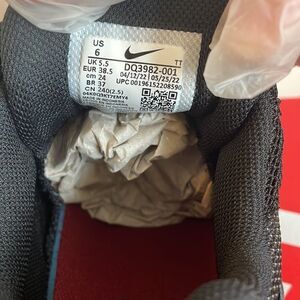 US
6
UK 5.5
EUR 38.5
cm 24
BR 37
CN 240(2.5)
TT
DQ3982-001
04/12/22 05/25/22
UPC 00196152208590